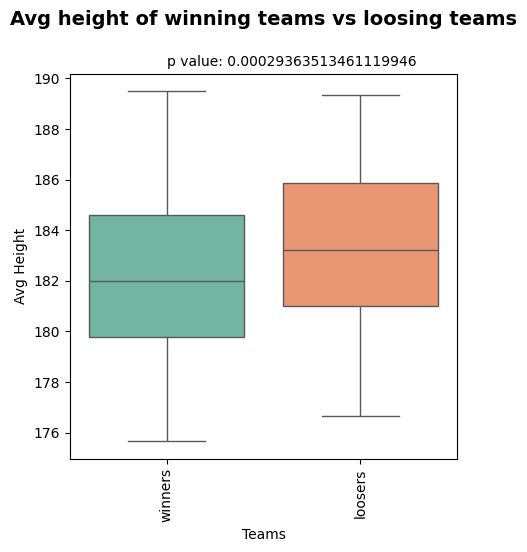 Avg height of winning teams vs loosing teams
p value: 0.00029363513461119946
190
188
186
184
182
180
178
176
Avg Height
winners
loosers
Teams